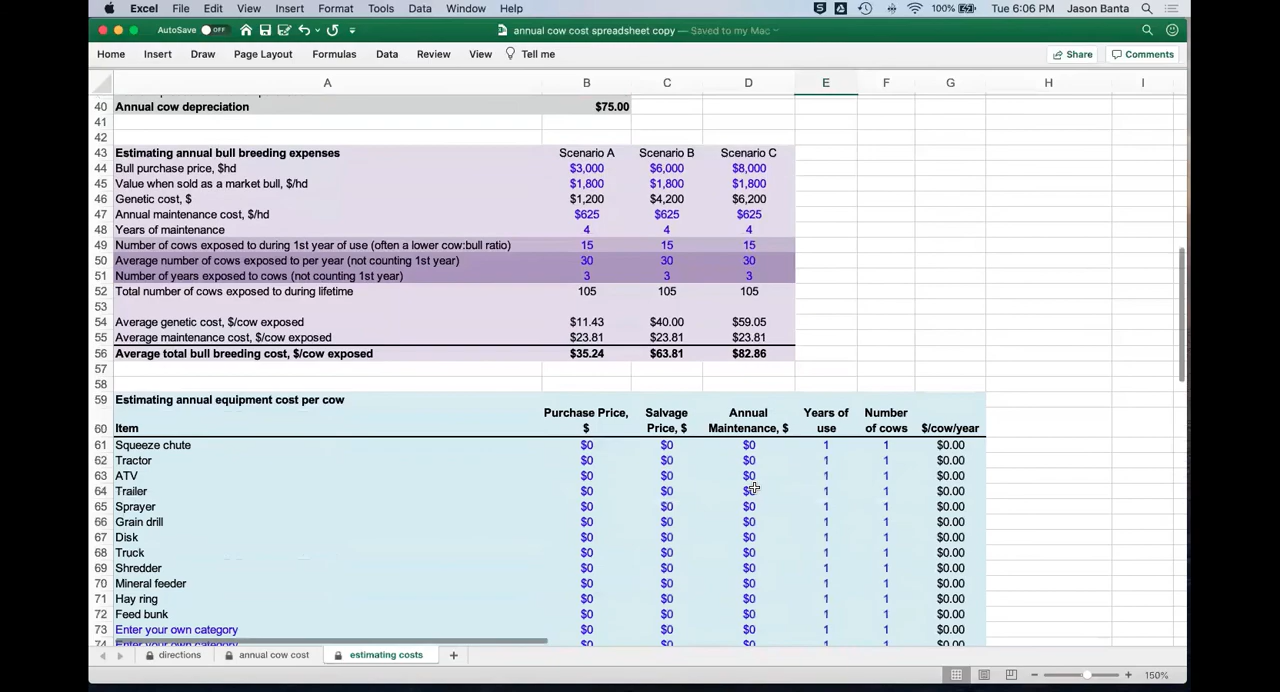 Excel File Edit View Insert Format Tools Data Window Help 100% Tue 6:06 PM Jason Banta
AutoSave OFF annual cow cost spreadsheet copy — Saved to my Mac
Home Insert Draw Page Layout Formulas Data Review View Tell me Share Comments
A B C D E F G H I
40 Annual cow depreciation $75.00
41
42
43 Estimating annual bull breeding expenses Scenario A Scenario B Scenario C
44 Bull purchase price, $hd $3,000 $6,000 $8,000
45 Value when sold as a market bull, $/hd $1,800 $1,800 $1,800
46 Genetic cost, $ $1,200 $4,200 $6,200
47 Annual maintenance cost, $/hd $625 $625 $625
48 Years of maintenance 4 4 4
49 Number of cows exposed to during 1st year of use (often a lower cow:bull ratio) 15 15 15
50 Average number of cows exposed to per year (not counting 1st year) 30 30 30
51 Number of years exposed to cows (not counting 1st year) 3 3 3
52 Total number of cows exposed to during lifetime 105 105 105
53
54 Average genetic cost, $/cow exposed $11.43 $40.00 $59.05
55 Average maintenance cost, $/cow exposed $23.81 $23.81 $23.81
56 Average total bull breeding cost, $/cow exposed $35.24 $63.81 $82.86
57
58
59 Estimating annual equipment cost per cow
Purchase Price, Salvage Annual Years of Number
60 Item $ Price, $ Maintenance, $ use of cows $/cow/year
61 Squeeze chute $0 $0 $0 1 1 $0.00
62 Tractor $0 $0 $0 1 1 $0.00
63 ATV $0 $0 $0 1 1 $0.00
64 Trailer $0 $0 $0 1 1 $0.00
65 Sprayer $0 $0 $0 1 1 $0.00
66 Grain drill $0 $0 $0 1 1 $0.00
67 Disk $0 $0 $0 1 1 $0.00
68 Truck $0 $0 $0 1 1 $0.00
69 Shredder $0 $0 $0 1 1 $0.00
70 Mineral feeder $0 $0 $0 1 1 $0.00
71 Hay ring $0 $0 $0 1 1 $0.00
72 Feed bunk $0 $0 $0 1 1 $0.00
73 Enter your own category $0 $0 $0 1 1 $0.00
74 Enter your own category $0 $0 $0 1 1 $0.00
directions annual cow cost estimating costs
150%